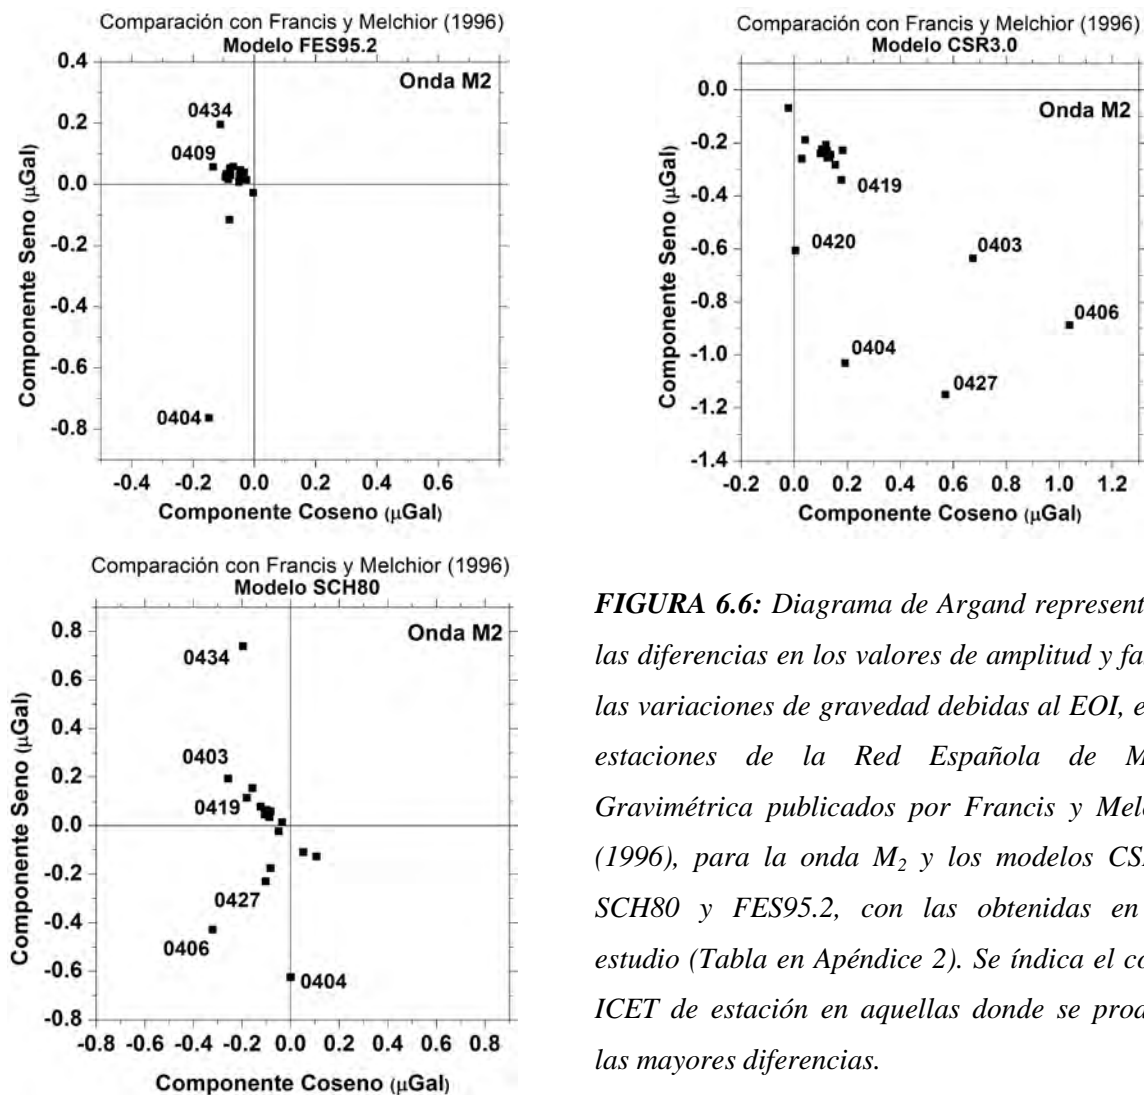 Comparación con Francis y Melchior (1996)
Modelo FES95.2
Onda M2
0434
0409
0404
0.4
0.2
0.0
-0.2
-0.4
-0.6
-0.8
Componente Seno (μGal)
-0.4 -0.2 0.0 0.2 0.4 0.6
Componente Coseno (μGal)
Comparación con Francis y Melchior (1996)
Modelo CSR3.0
Onda M2
0419
0420
0403
0406
0404
0427
0.0
-0.2
-0.4
-0.6
-0.8
-1.0
-1.2
-1.4
Componente Seno (μGal)
-0.2 0.0 0.2 0.4 0.6 0.8 1.0 1.2
Componente Coseno (μGal)
Comparación con Francis y Melchior (1996)
Modelo SCH80
Onda M2
0434
0403
0419
0427
0406
0404
0.8
0.6
0.4
0.2
0.0
-0.2
-0.4
-0.6
-0.8
Componente Seno (μGal)
-0.8 -0.6 -0.4 -0.2 0.0 0.2 0.4 0.6 0.8
Componente Coseno (μGal)
FIGURA 6.6: Diagrama de Argand represent
las diferencias en los valores de amplitud y fa
las variaciones de gravedad debidas al EOI, e
estaciones de la Red Española de M
Gravimétrica publicados por Francis y Melc
(1996), para la onda M₂ y los modelos CS
SCH80 y FES95.2, con las obtenidas en
estudio (Tabla en Apéndice 2). Se índica el co
ICET de estación en aquellas donde se prod
las mayores diferencias.